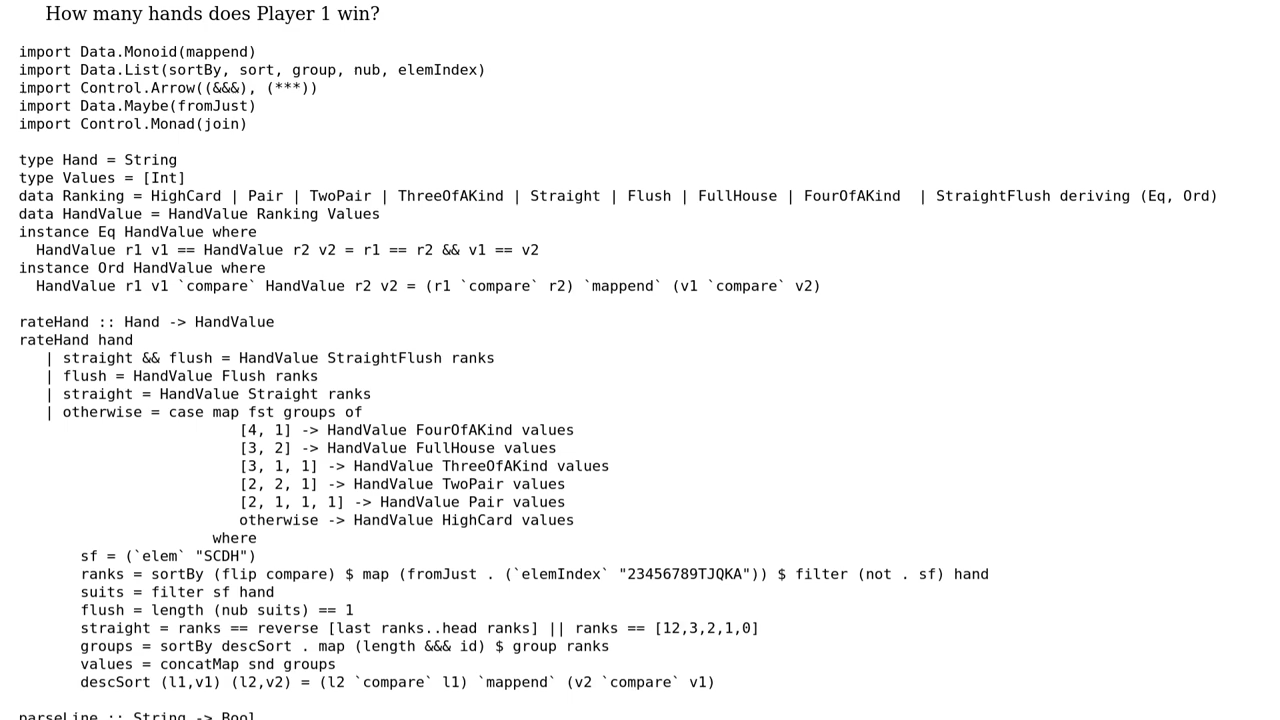 How many hands does Player 1 win?
import Data.Monoid(mappend)
import Data.List(sortBy, sort, group, nub, elemIndex)
import Control.Arrow((&&&), (***))
import Data.Maybe(fromJust)
import Control.Monad(join)
type Hand = String
type Values = [Int]
data Ranking = HighCard | Pair | TwoPair | ThreeOfAKind | Straight | Flush | FullHouse | FourOfAKind  | StraightFlush deriving (Eq, Ord)
data HandValue = HandValue Ranking Values
instance Eq HandValue where
  HandValue r1 v1 == HandValue r2 v2 = r1 == r2 && v1 == v2
instance Ord HandValue where
  HandValue r1 v1 `compare` HandValue r2 v2 = (r1 `compare` r2) `mappend` (v1 `compare` v2)
rateHand :: Hand -> HandValue
rateHand hand
   | straight && flush = HandValue StraightFlush ranks
   | flush = HandValue Flush ranks
   | straight = HandValue Straight ranks
   | otherwise = case map fst groups of
                         [4, 1] -> HandValue FourOfAKind values
                         [3, 2] -> HandValue FullHouse values
                         [3, 1, 1] -> HandValue ThreeOfAKind values
                         [2, 2, 1] -> HandValue TwoPair values
                         [2, 1, 1, 1] -> HandValue Pair values
                         otherwise -> HandValue HighCard values
                      where
       sf = (`elem` "SCDH")
       ranks = sortBy (flip compare) $ map (fromJust . (`elemIndex` "23456789TJQKA")) $ filter (not . sf) hand
       suits = filter sf hand
       flush = length (nub suits) == 1
       straight = ranks == reverse [last ranks..head ranks] || ranks == [12,3,2,1,0]
       groups = sortBy descSort . map (length &&& id) $ group ranks
       values = concatMap snd groups
       descSort (l1,v1) (l2,v2) = (l2 `compare` l1) `mappend` (v2 `compare` v1)
parseLine :: String -> Bool